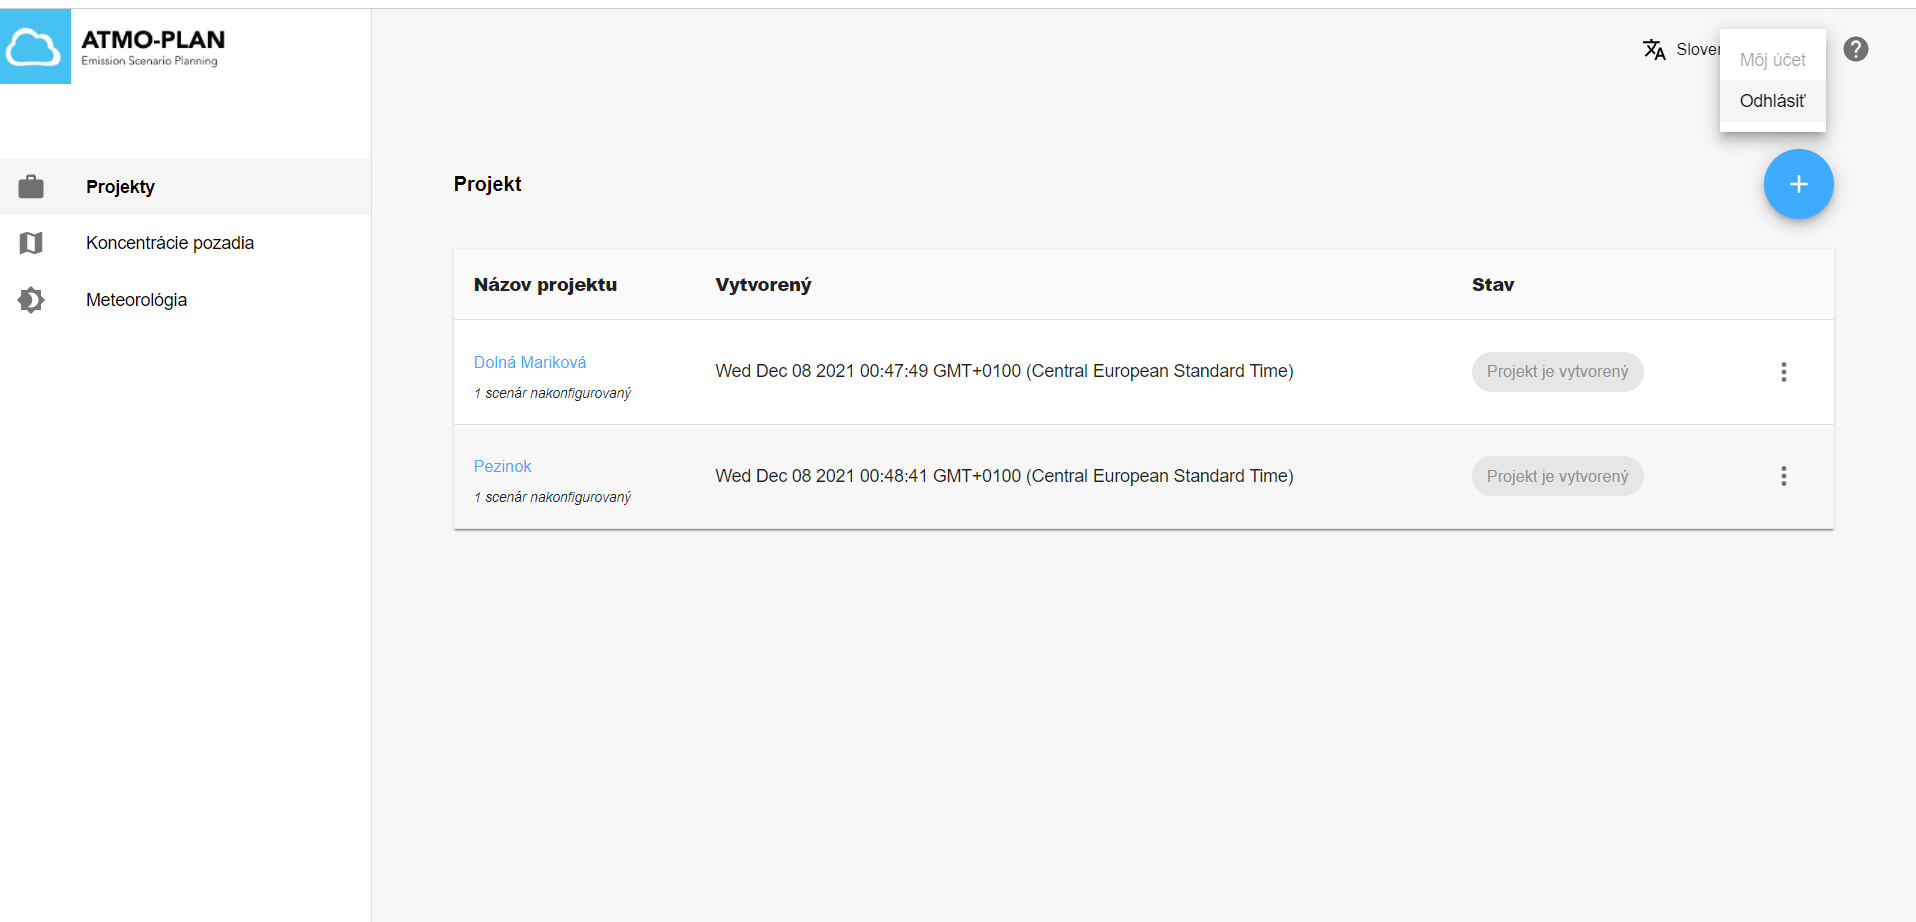 ATMO-PLAN
Emission Scenario Planning
Môj účet
Odhlásiť
Projekty
Koncentrácie pozadia
Meteorológia
Projekt
Názov projektu Vytvorený Stav
Dolná Mariková
1 scenár nakonfigurovaný
Wed Dec 08 2021 00:47:49 GMT+0100 (Central European Standard Time)
Projekt je vytvorený
Pezinok
1 scenár nakonfigurovaný
Wed Dec 08 2021 00:48:41 GMT+0100 (Central European Standard Time)
Projekt je vytvorený